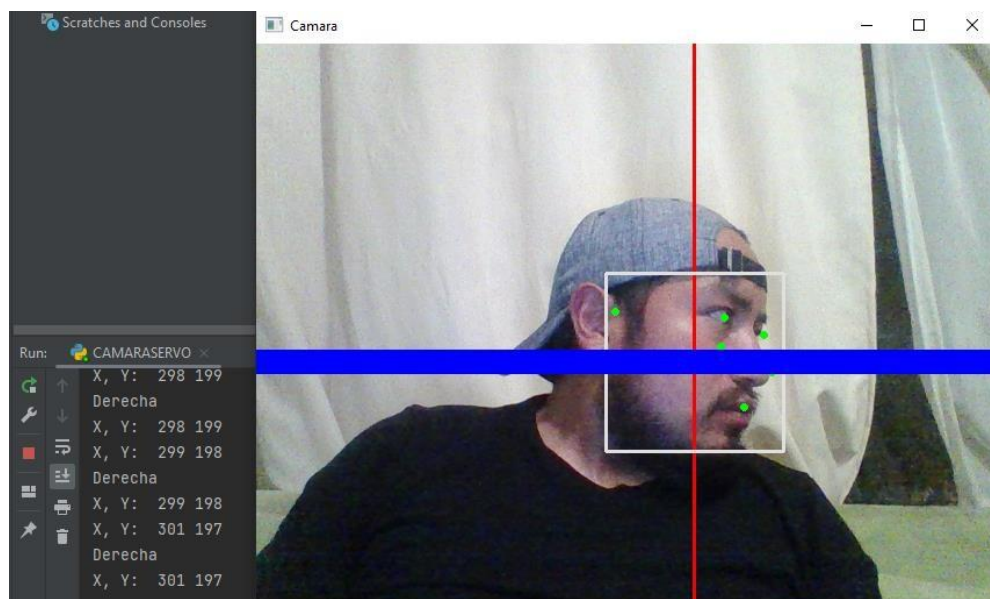 Scratches and Consoles
Camara
Run: CAMARASERVO
X, Y: 298 199
Derecha
X, Y: 298 199
X, Y: 299 198
Derecha
X, Y: 299 198
X, Y: 301 197
Derecha
X, Y: 301 197